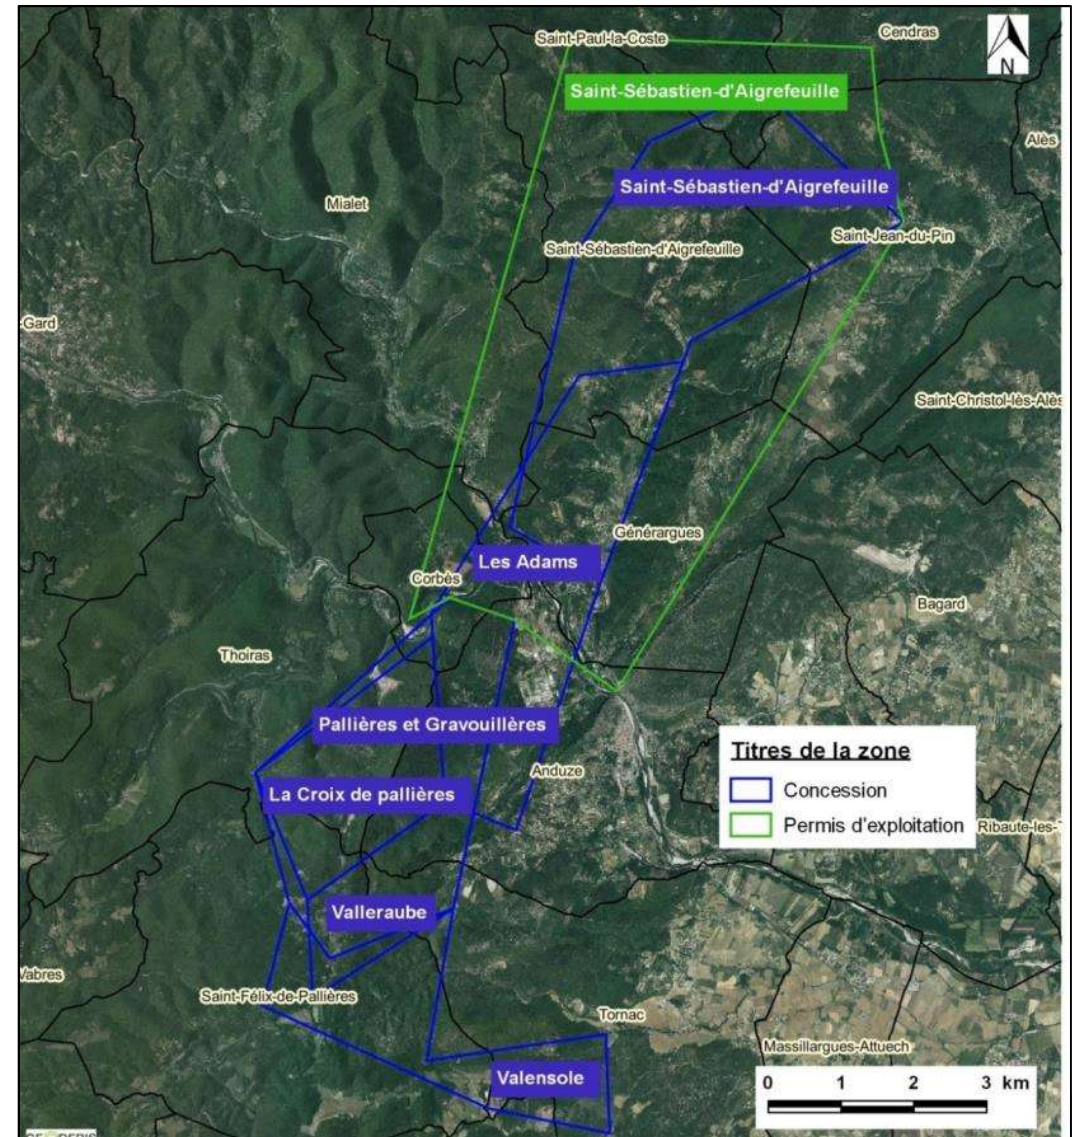 Saint-Paul-la-Coste
Cendras
N
Saint-Sébastien-d'Aigrefeuille
Alès
Saint-Sébastien-d'Aigrefeuille
Mialet
Saint-Jean-du-Pin
Saint-Sébastien-d'Aigrefeuille
-Gard
Saint-Christol-lès-Alès
Générargues
Les Adams
Corbès
Bagard
Thoiras
Pallières et Gravouillères
Titres de la zone
Anduze
Concession
La Croix de pallières
Permis d'exploitation
Ribaute-les-T
Valleraube
Vabres
Saint-Félix-de-Pallières
Tornac
Massillargues-Attuech
Valensole
0 1 2 3 km